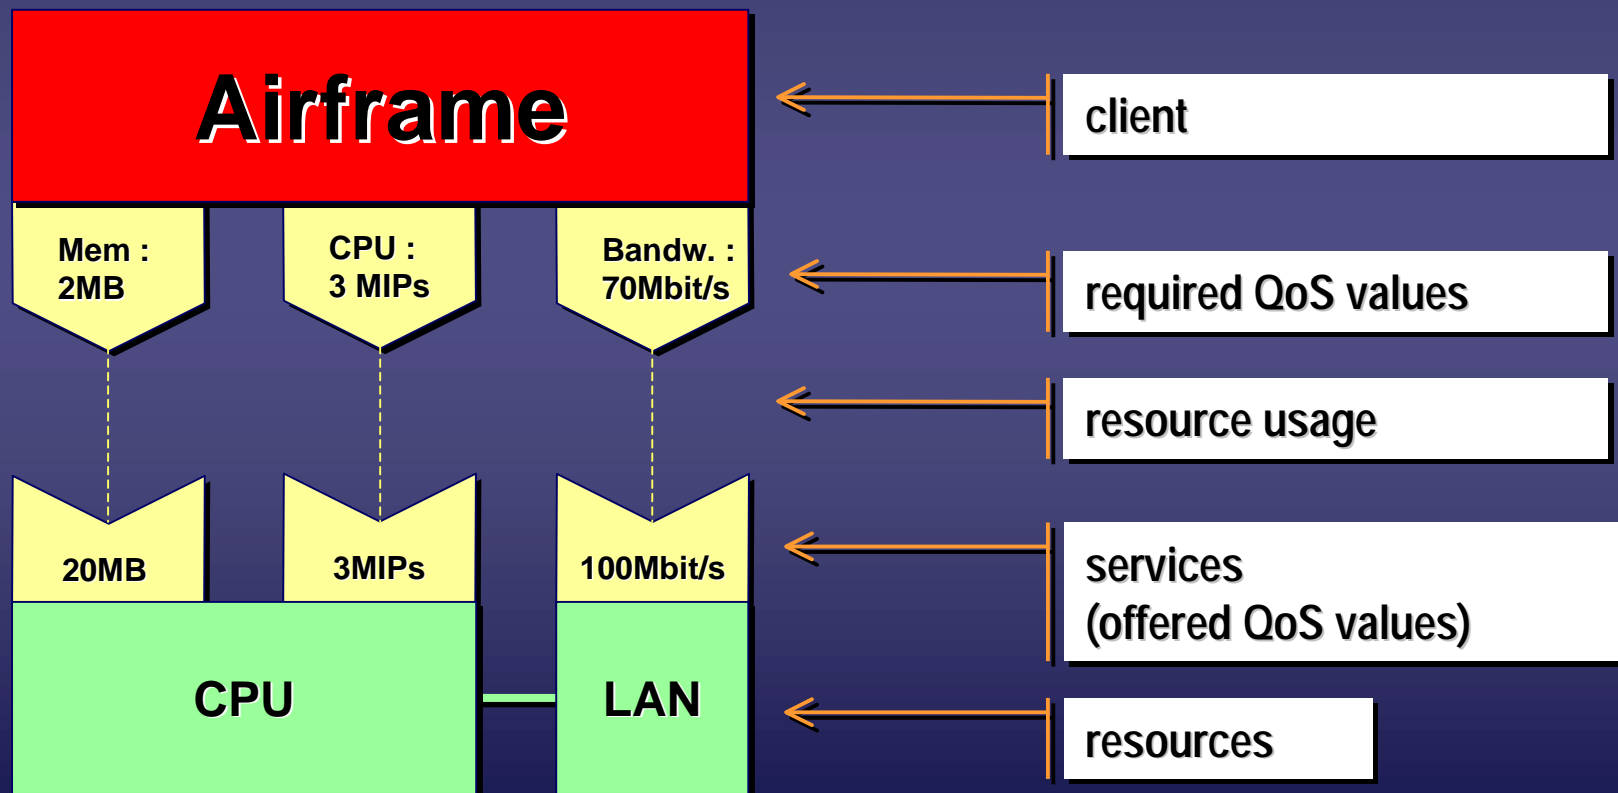 Airframe
client
Mem :
2MB
CPU :
3 MIPs
Bandw. :
70Mbit/s
required QoS values
resource usage
20MB
3MIPs
100Mbit/s
services
(offered QoS values)
CPU
LAN
resources